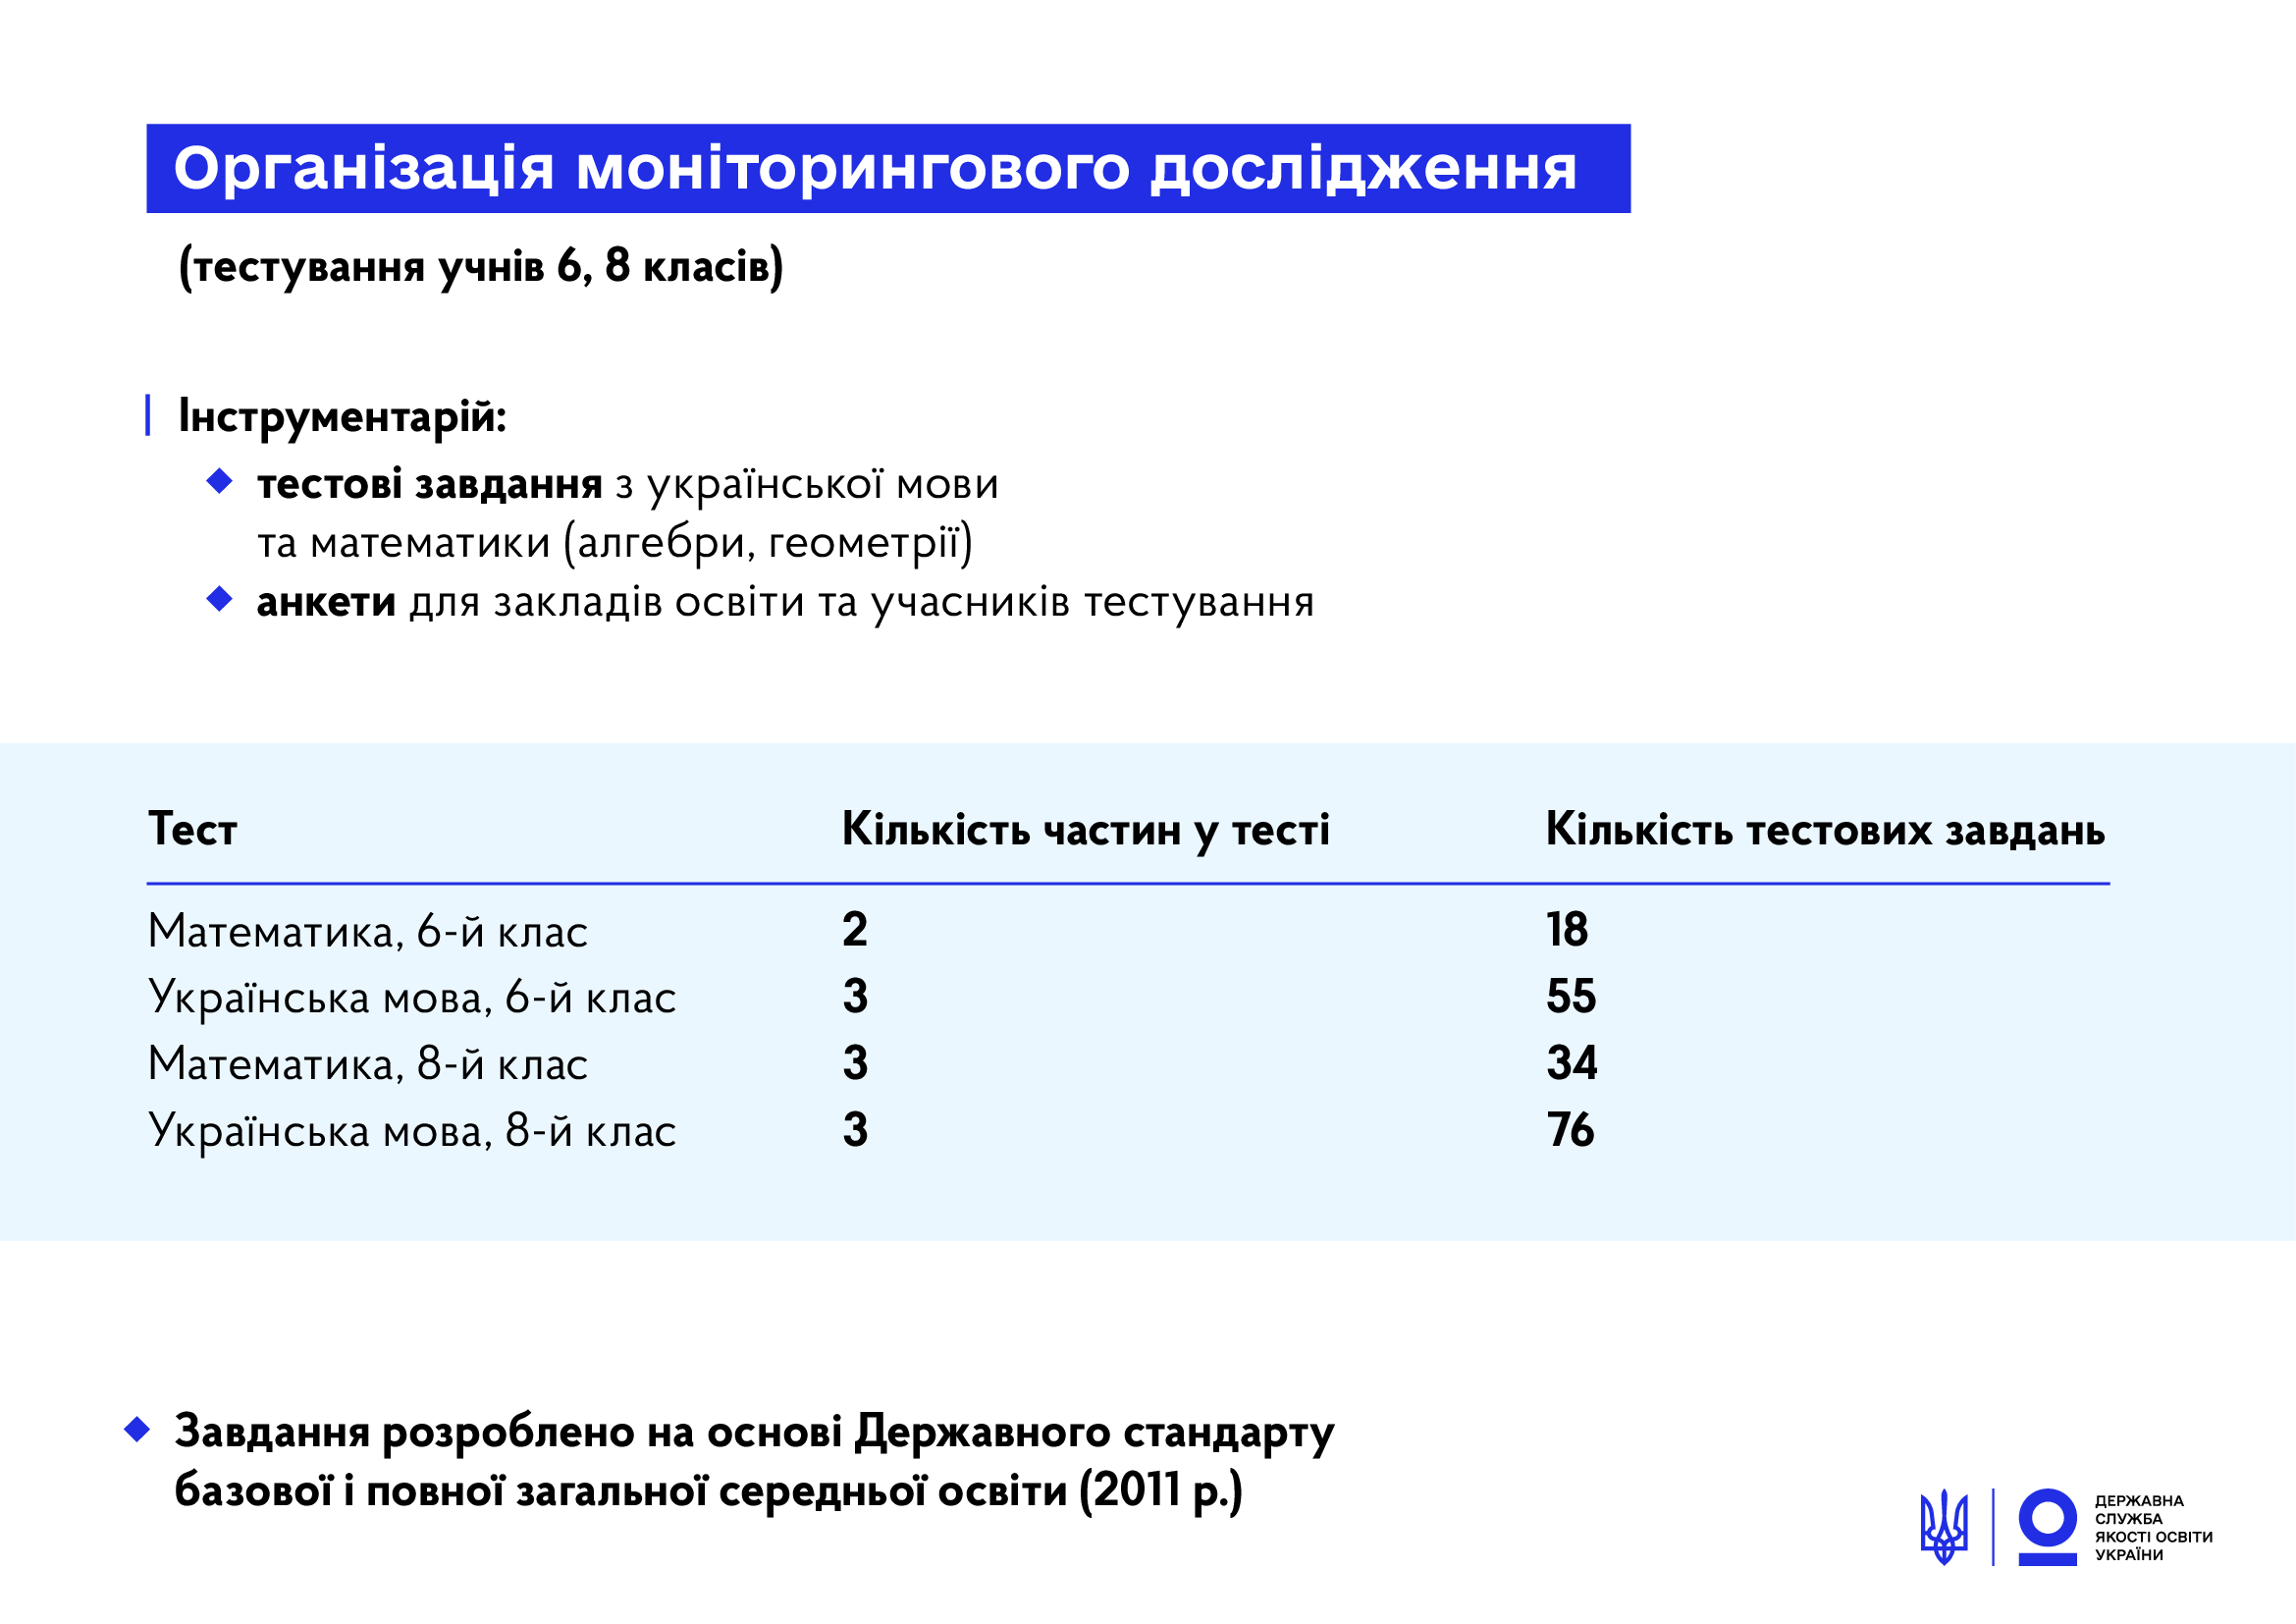 Організація моніторингового дослідження
(тестування учнів 6, 8 класів)
Інструментарій:
тестові завдання з української мови
та математики (алгебри, геометрії)
анкети для закладів освіти та учасників тестування
Тест Кількість частин у тесті Кількість тестових завдань
Математика, 6-й клас 2 18
Українська мова, 6-й клас 3 55
Математика, 8-й клас 3 34
Українська мова, 8-й клас 3 76
Завдання розроблено на основі Державного стандарту
базової і повної загальної середньої освіти (2011 р.)
ДЕРЖАВНА
СЛУЖБА
ЯКОСТІ ОСВІТИ
УКРАЇНИ